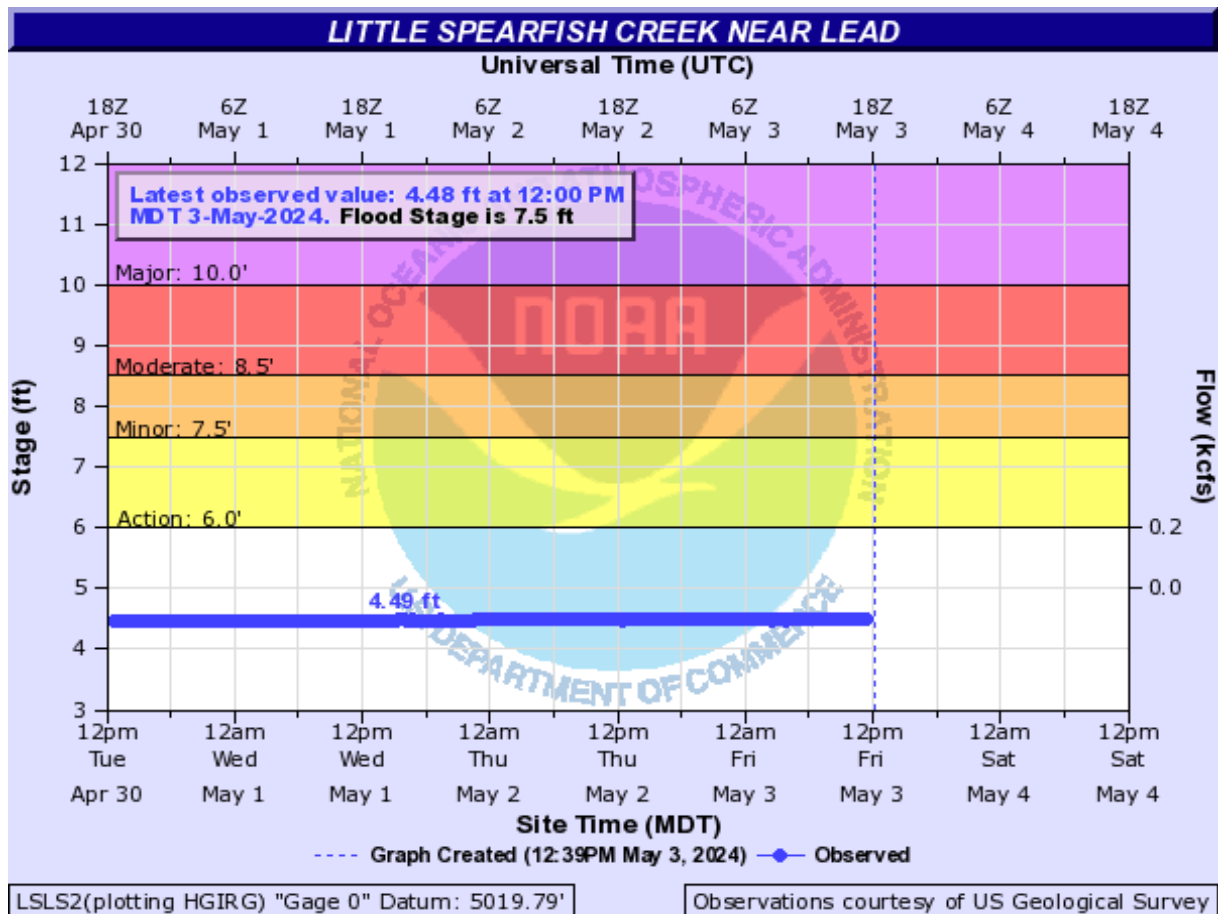 LITTLE SPEARFISH CREEK NEAR LEAD
Universal Time (UTC)
18Z 6Z 18Z 6Z 18Z 6Z 18Z 6Z 18Z
Apr 30 May 1 May 1 May 2 May 2 May 3 May 3 May 4 May 4
Latest observed value: 4.48 ft at 12:00 PM
MDT 3-May-2024. Flood Stage is 7.5 ft
12
11
Major: 10.0'
10
9
Moderate: 8.5'
8
Minor: 7.5'
7
Action: 6.0'
6 0.2
5 0.0
4.49 ft
4
3
Stage (ft)
Flow (kcfs)
NATIONAL OCEANIC AND ATMOSPHERIC ADMINISTRATION
NOAA
U.S. DEPARTMENT OF COMMERCE
12pm 12am 12pm 12am 12pm 12am 12pm 12am 12pm
Tue Wed Wed Thu Thu Fri Fri Sat Sat
Apr 30 May 1 May 1 May 2 May 2 May 3 May 3 May 4 May 4
Site Time (MDT)
Graph Created (12:39PM May 3, 2024) Observed
LSLS2(plotting HGIRG) "Gage 0" Datum: 5019.79'
Observations courtesy of US Geological Survey